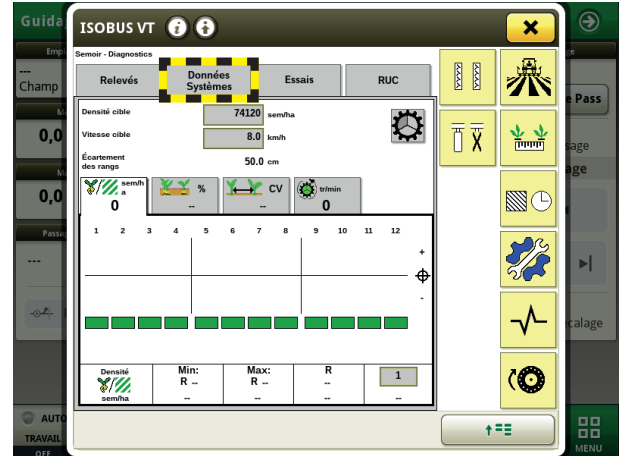 Guida
ISOBUS VT
Empl
--- 
Champ
Semoir - Diagnostics
Relevés
Données
Systèmes
Essais
RUC
e Pass
Densité cible 74120 sem/ha
Vitesse cible 8.0 km/h
Écartement
des rangs 50.0 cm
0,0
sage
age
sem/h
a
0
%
--
CV
--
tr/min
0
0,0
Passa
---
1 2 3 4 5 6 7 8 9 10 11 12
+
-
calage
Densité
sem/ha
Min:
R --
--
Max:
R --
--
R
--
--
1
--
AUTO
TRAVAIL
OFF
MENU